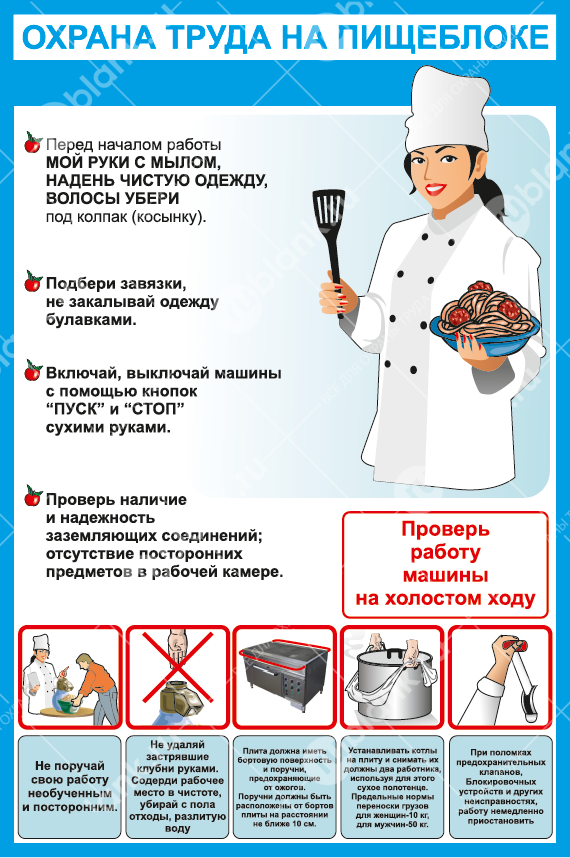 ОХРАНА ТРУДА НА ПИЩЕБЛОКЕ
Перед началом работы
МОЙ РУКИ С МЫЛОМ,
НАДЕНЬ ЧИСТУЮ ОДЕЖДУ,
ВОЛОСЫ УБЕРИ
под колпак (косынку).
Подбери завязки,
не закалывай одежду
булавками.
Включай, выключай машины
с помощью кнопок
“ПУСК” и “СТОП”
сухими руками.
Проверь наличие
и надежность
заземляющих соединений;
отсутствие посторонних
предметов в рабочей камере.
Проверь
работу
машины
на холостом ходу
Не поручай
свою работу
необученным
и посторонним.
Не удаляй
застрявшие
клубни руками.
Содерди рабочее
место в чистоте,
убирай с пола
отходы, разлитую
воду
Плита должна иметь
бортовую поверхность
и поручни,
предохраняющие
от ожогов.
Поручни должны быть
расположены от бортов
плиты на расстоянии
не ближе 10 см.
Устанавливать котлы
на плиту и снимать их
должны два работника,
используя для этого
сухое полотенце.
Предельные нормы
переноски грузов
для женщин-10 кг,
для мужчин-50 кг.
При поломках
предохранительных
клапанов,
Блокировочных
устройств и других
неисправностях,
работу немедленно
приостановить